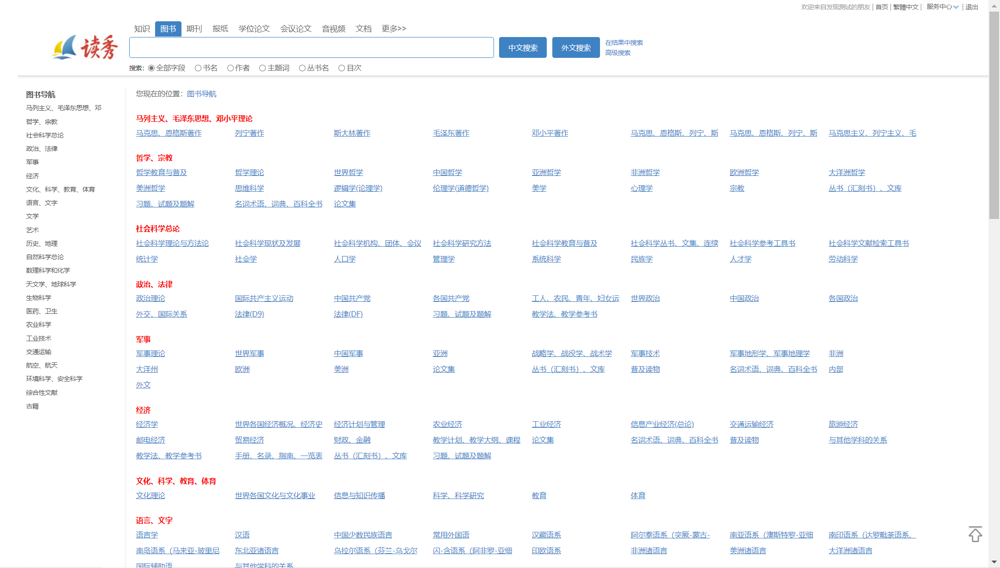 欢迎来自发现测试的朋友 | 首页 | 繁體中文 | 服务中心 | 退出
知识 图书 期刊 报纸 学位论文 会议论文 音视频 文档 更多>>
读秀
中文搜索 外文搜索 在结果中搜索
高级搜索
搜索: 全部字段 书名 作者 主题词 丛书名 目次
图书导航
马列主义、毛泽东思想、邓
哲学、宗教
社会科学总论
政治、法律
军事
经济
文化、科学、教育、体育
语言、文字
文学
艺术
历史、地理
自然科学总论
数理科学和化学
天文学、地球科学
生物科学
医药、卫生
农业科学
工业技术
交通运输
航空、航天
环境科学、安全科学
综合性文献
古籍
您现在的位置：图书导航
马列主义、毛泽东思想、邓小平理论
马克思、恩格斯著作 列宁著作 斯大林著作 毛泽东著作 邓小平著作 马克思、恩格斯、列宁、斯 马克思、恩格斯、列宁、斯 马克思主义、列宁主义、毛
哲学、宗教
哲学教育与普及 哲学理论 世界哲学 中国哲学 亚洲哲学 非洲哲学 欧洲哲学 大洋洲哲学
美洲哲学 思维科学 逻辑学(论理学) 伦理学(道德哲学) 美学 心理学 宗教 丛书（汇刻书）、文库
习题、试题及题解 名词术语、词典、百科全书 论文集
社会科学总论
社会科学理论与方法论 社会科学现状及发展 社会科学机构、团体、会议 社会科学研究方法 社会科学教育与普及 社会科学丛书、文集、连续 社会科学参考工具书 社会科学文献检索工具书
统计学 社会学 人口学 管理学 系统科学 民族学 人才学 劳动科学
政治、法律
政治理论 国际共产主义运动 中国共产党 各国共产党 工人、农民、青年、妇女运 世界政治 中国政治 各国政治
外交、国际关系 法律(D9) 法律(DF) 习题、试题及题解 教学法、教学参考书
军事
军事理论 世界军事 中国军事 亚洲 战略学、战役学、战术学 军事技术 军事地形学、军事地理学 非洲
大洋州 欧洲 美洲 论文集 丛书（汇刻书）、文库 普及读物 名词术语、词典、百科全书 内部
外文
经济
经济学 世界各国经济概况、经济史 经济计划与管理 农业经济 工业经济 信息产业经济(总论) 交通运输经济 旅游经济
邮电经济 贸易经济 财政、金融 教学计划、教学大纲、课程 论文集 名词术语、词典、百科全书 普及读物 与其他学科的关系
教学法、教学参考书 手册、名录、指南、一览表 丛书（汇刻书）、文库 习题、试题及题解
文化、科学、教育、体育
文化理论 世界各国文化与文化事业 信息与知识传播 科学、科学研究 教育 体育
语言、文字
语言学 汉语 中国少数民族语言 常用外国语 汉藏语系 阿尔泰语系（突厥-蒙古- 南亚语系（澳斯特罗-亚细 南印语系（达罗毗荼语系、
南岛语系（马来亚-玻里尼 东北亚诸语言 乌拉尔语系（芬兰-乌戈尔 闪-含语系（阿非罗-亚细 印欧语系 非洲诸语言 美洲诸语言 大洋洲诸语言
国际辅助语 与其他学科的关系